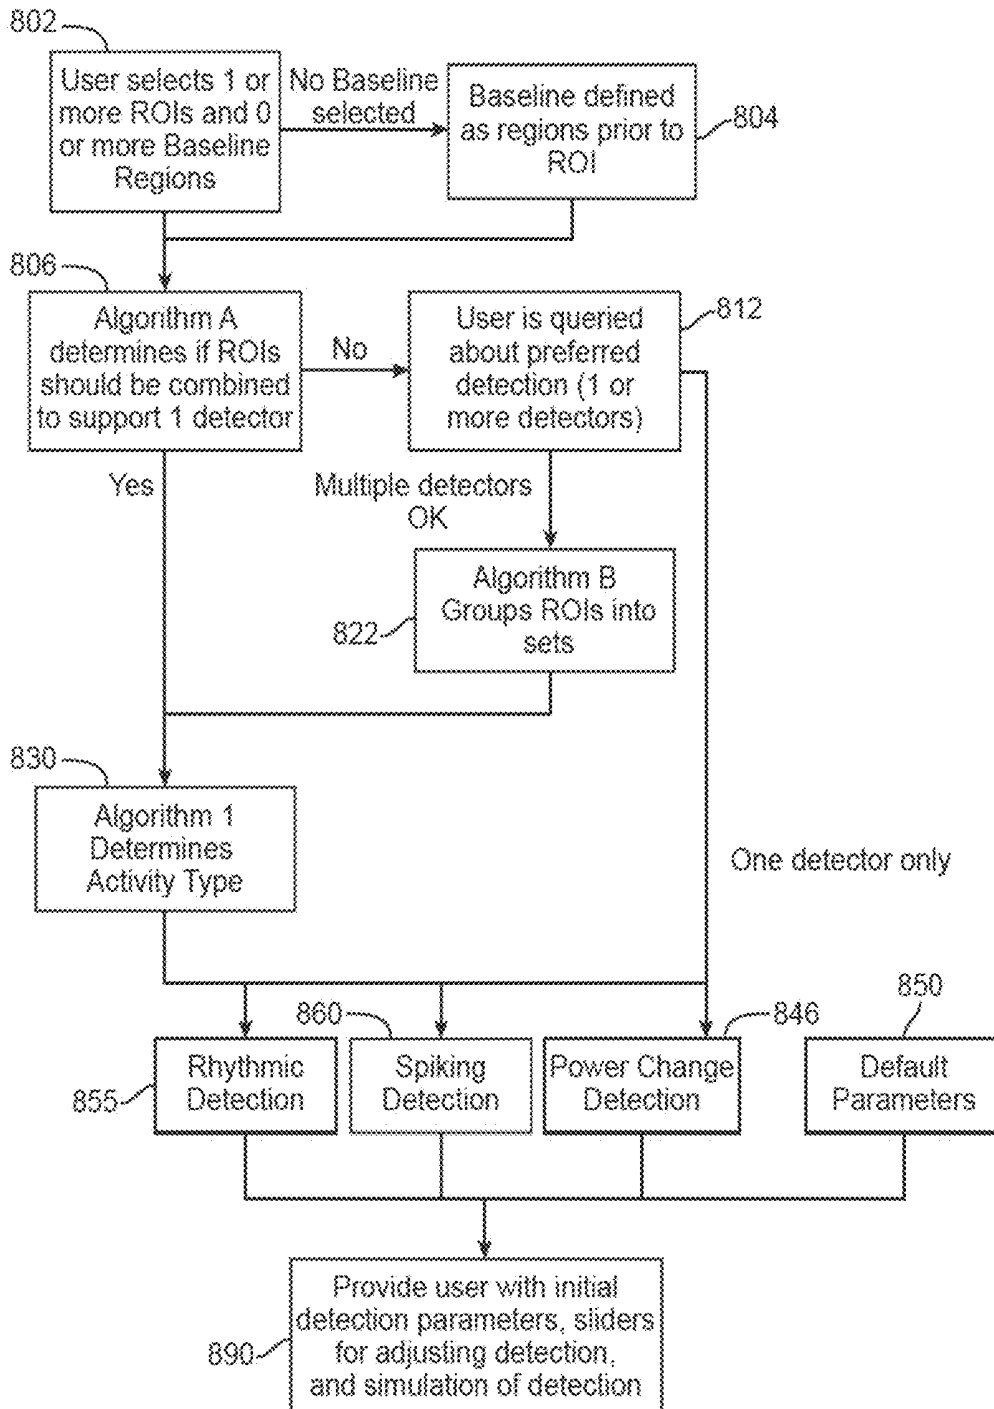 802
User selects 1 or
more ROIs and 0
or more Baseline
Regions
No Baseline
selected
Baseline defined
as regions prior to
ROI
804
806
Algorithm A
determines if ROIs
should be combined
to support 1 detector
No
User is queried
about preferred
detection (1 or
more detectors)
812
Yes
Multiple detectors
OK
Algorithm B
Groups ROIs into
sets
822
830
Algorithm 1
Determines
Activity Type
One detector only
855
Rhythmic
Detection
860
Spiking
Detection
846
Power Change
Detection
850
Default
Parameters
890
Provide user with initial
detection parameters, sliders
for adjusting detection,
and simulation of detection